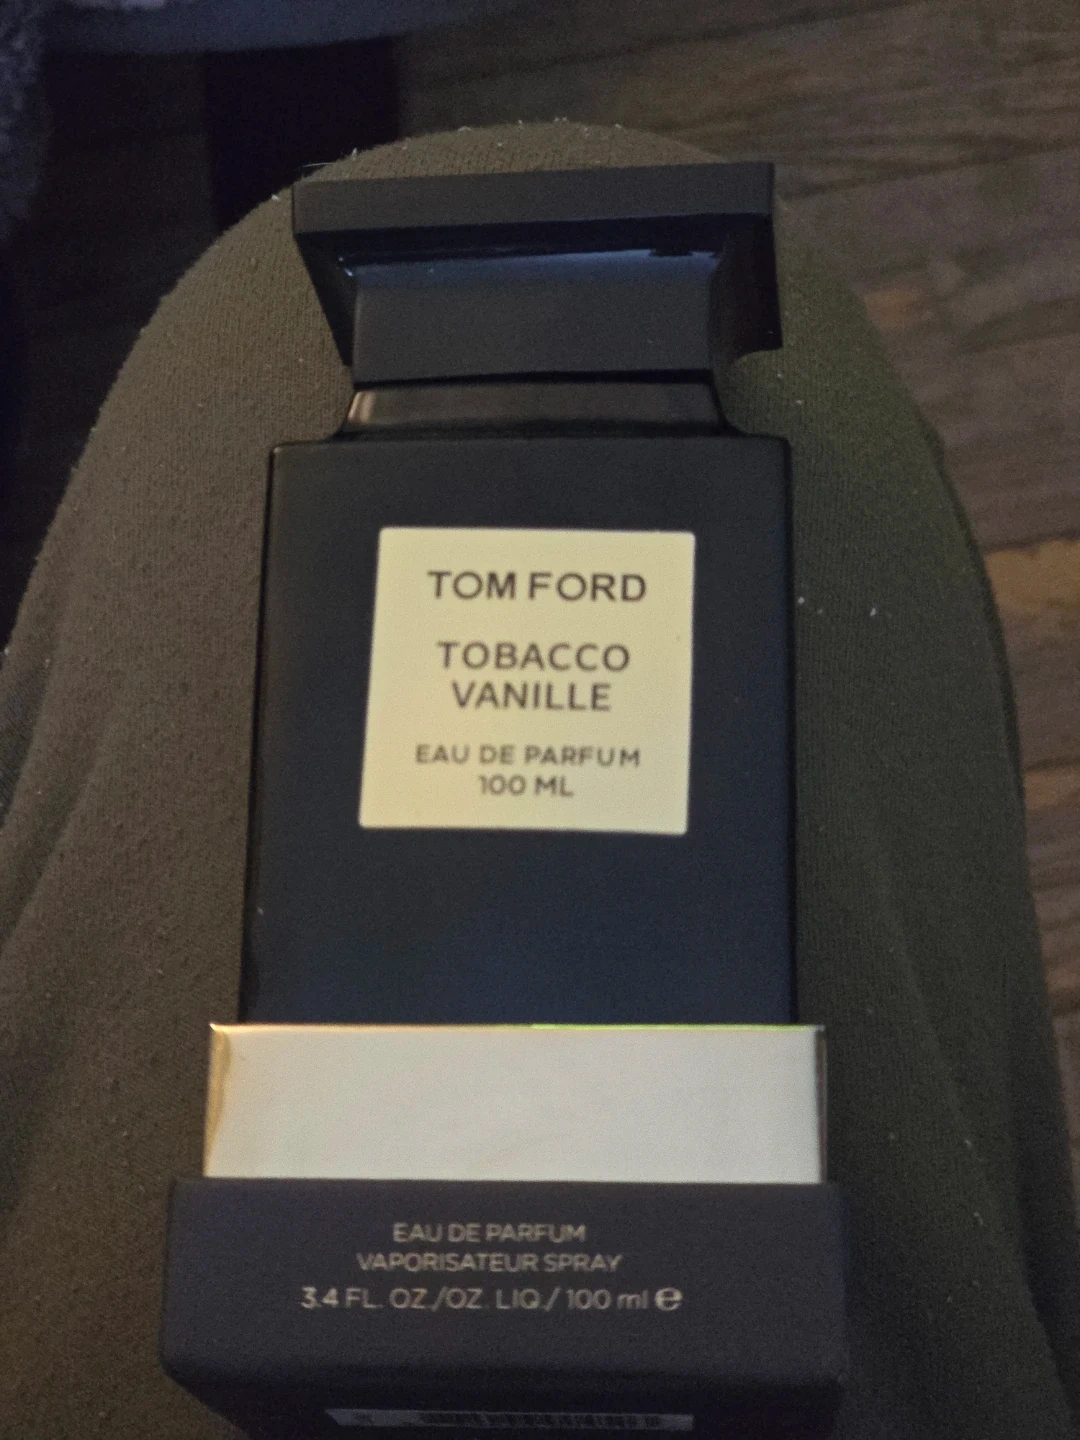 TOM FORD
TOBACCO
VANILLE
EAU DE PARFUM
100 ML
EAU DE PARFUM
VAPORISATEUR SPRAY
3.4 FL. OZ./OZ. LIQ./ 100 ml ℮